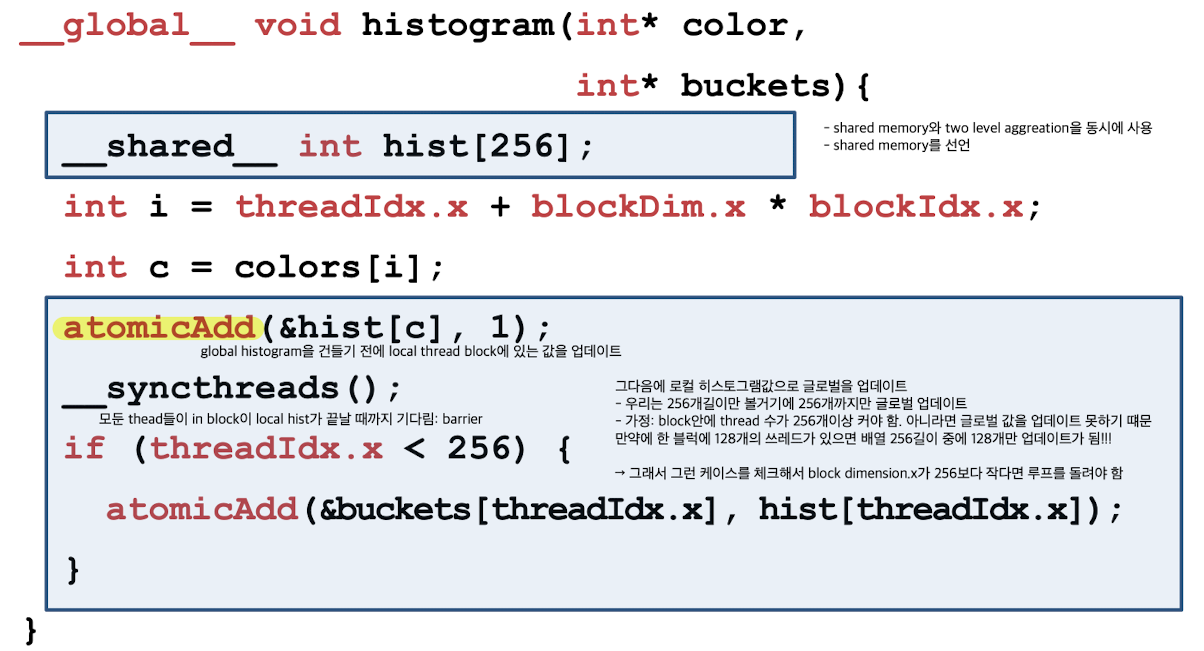 __global__ void histogram(int* color,
int* buckets){
__shared__ int hist[256];
- shared memory와 two level aggreation을 동시에 사용
- shared memory를 선언
int i = threadIdx.x + blockDim.x * blockIdx.x;
int c = colors[i];
atomicAdd(&hist[c], 1);
global histogram을 건들기 전에 local thread block에 있는 값을 업데이트
__syncthreads();
모둔 thead들이 in block이 local hist가 끝날 때까지 기다림: barrier
그다음에 로컬 히스토그램값으로 글로벌을 업데이트
- 우리는 256개길이만 볼거기에 256개까지만 글로벌 업데이트
- 가정: block안에 thread 수가 256개이상 커야 함. 아니라면 글로벌 값을 업데이트 못하기 떄문
만약에 한 블럭에 128개의 쓰레드가 있으면 배열 256길이 중에 128개만 업데이트가 됨!!!
→ 그래서 그런 케이스를 체크해서 block dimension.x가 256보다 작다면 루프를 돌려야 함
if (threadIdx.x < 256) {
atomicAdd(&buckets[threadIdx.x], hist[threadIdx.x]);
}
}